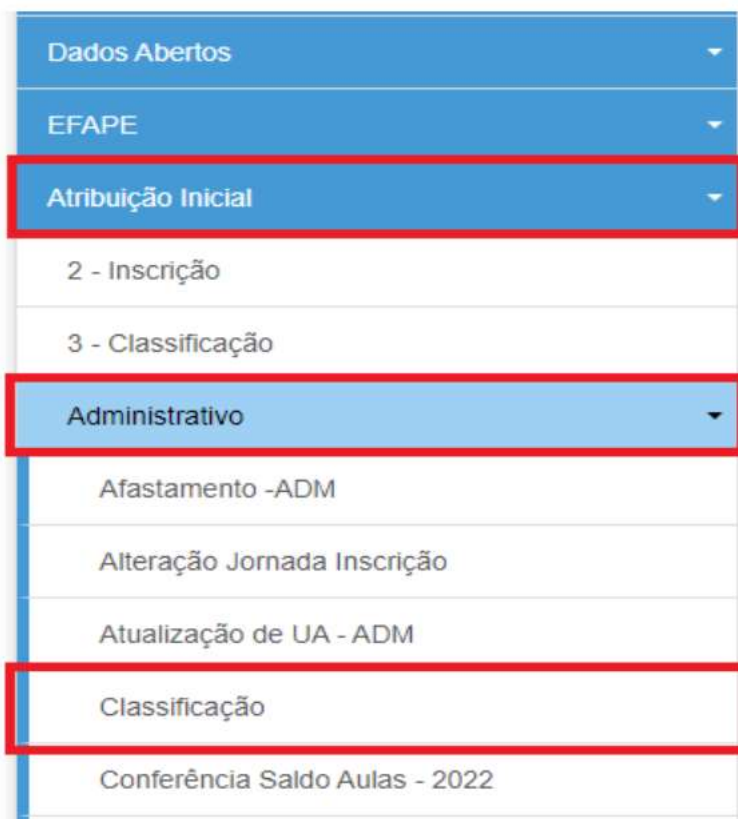 Dados Abertos
EFAPE
Atribuição Inicial
2 - Inscrição
3 - Classificação
Administrativo
Afastamento -ADM
Alteração Jornada Inscrição
Atualização de UA - ADM
Classificação
Conferência Saldo Aulas - 2022